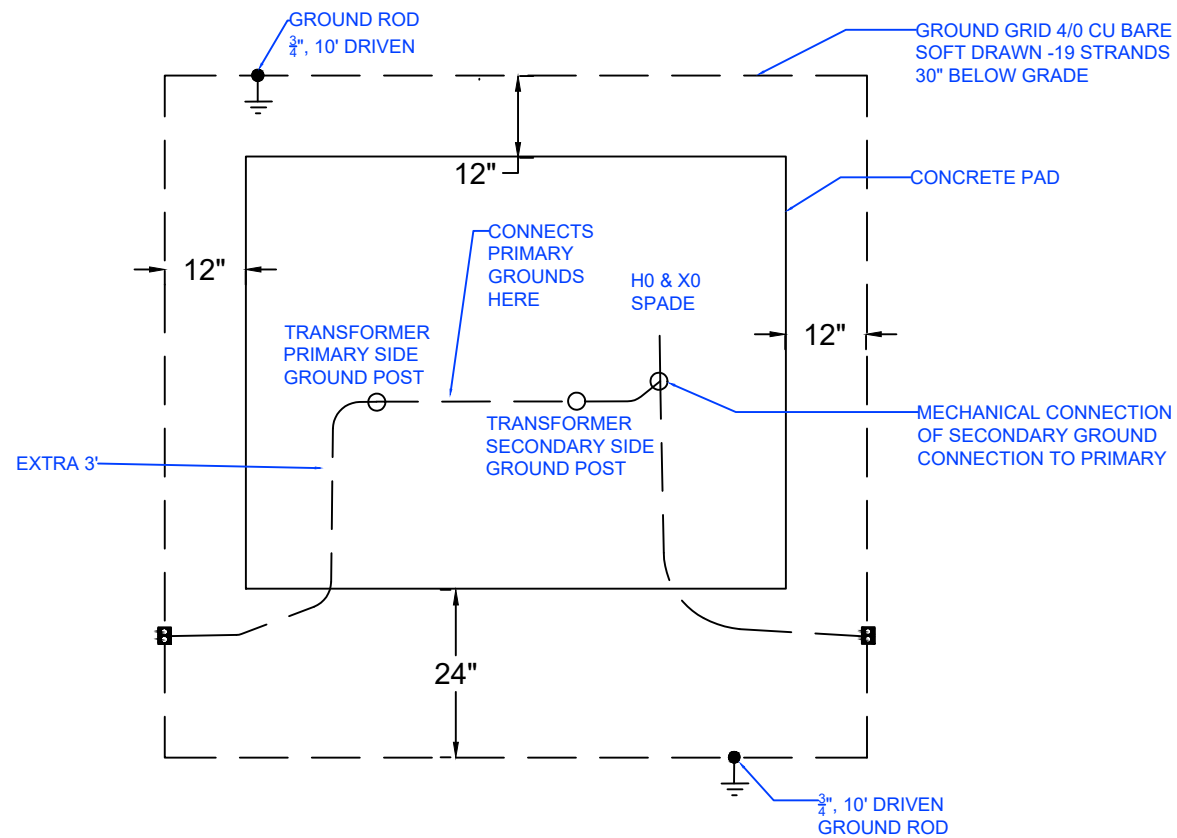 GROUND ROD
3/4", 10' DRIVEN
GROUND GRID 4/0 CU BARE
SOFT DRAWN -19 STRANDS
30" BELOW GRADE
12"
CONCRETE PAD
CONNECTS
PRIMARY
GROUNDS
HERE
12"
H0 & X0
SPADE
TRANSFORMER
PRIMARY SIDE
GROUND POST
12"
TRANSFORMER
SECONDARY SIDE
GROUND POST
MECHANICAL CONNECTION
OF SECONDARY GROUND
CONNECTION TO PRIMARY
EXTRA 3'
24"
3/4", 10' DRIVEN
GROUND ROD